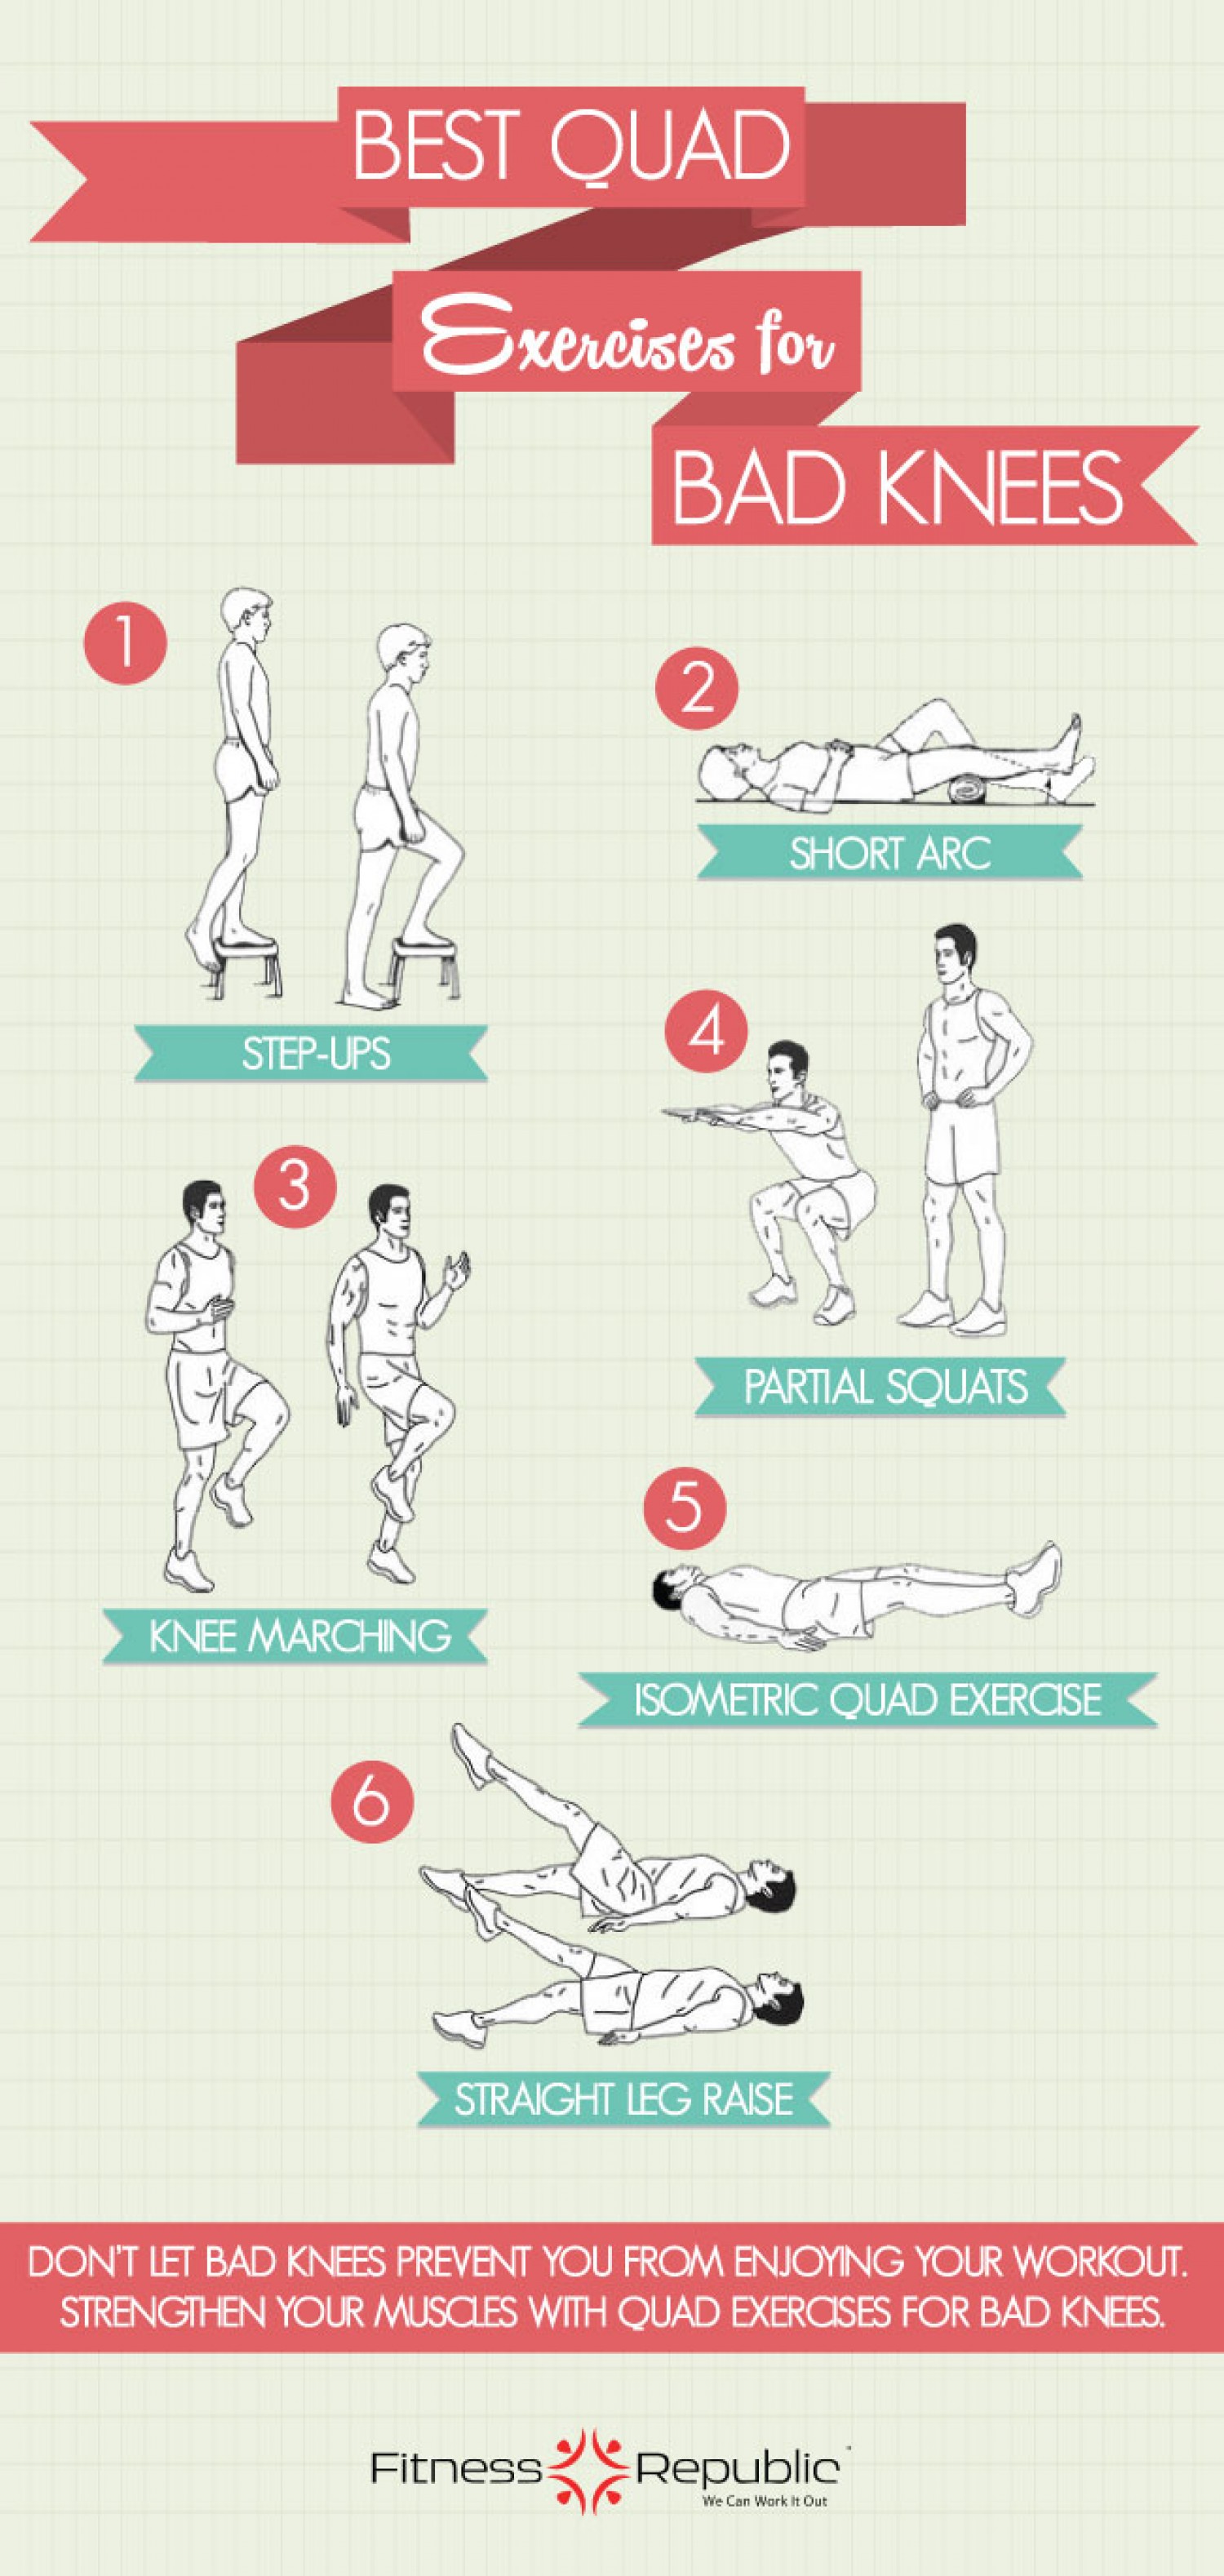 BEST QUAD
Exercises for
BAD KNEES
1
STEP-UPS
2
SHORT ARC
3
KNEE MARCHING
4
PARTIAL SQUATS
5
ISOMETRIC QUAD EXERCISE
6
STRAIGHT LEG RAISE
DON'T LET BAD KNEES PREVENT YOU FROM ENJOYING YOUR WORKOUT.
STRENGTHEN YOUR MUSCLES WITH QUAD EXERCISES FOR BAD KNEES.
Fitness Republic
We Can Work It Out